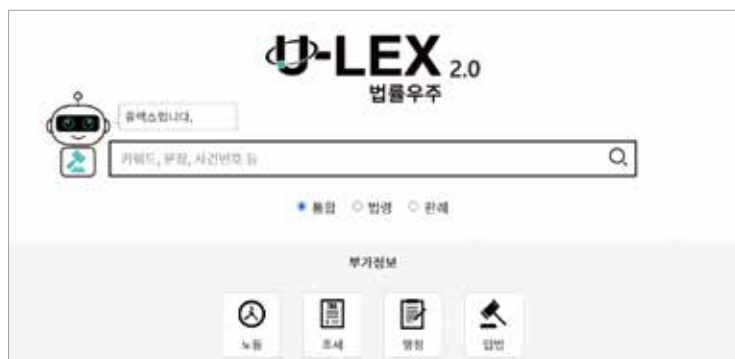 U-LEX 2.0
법률우주
유렉스입니다.
키워드, 문장, 사건번호 등
통합 법령 판례
부가정보
노동 조세 행정 입법